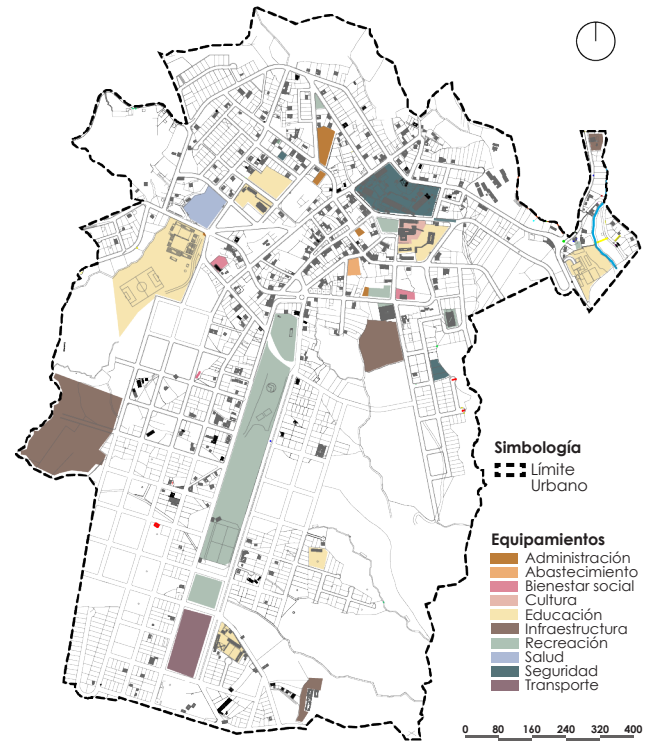 Simbología
Límite
Urbano
Equipamientos
Administración
Abastecimiento
Bienestar social
Cultura
Educación
Infraestructura
Recreación
Salud
Seguridad
Transporte
0 80 160 240 320 400